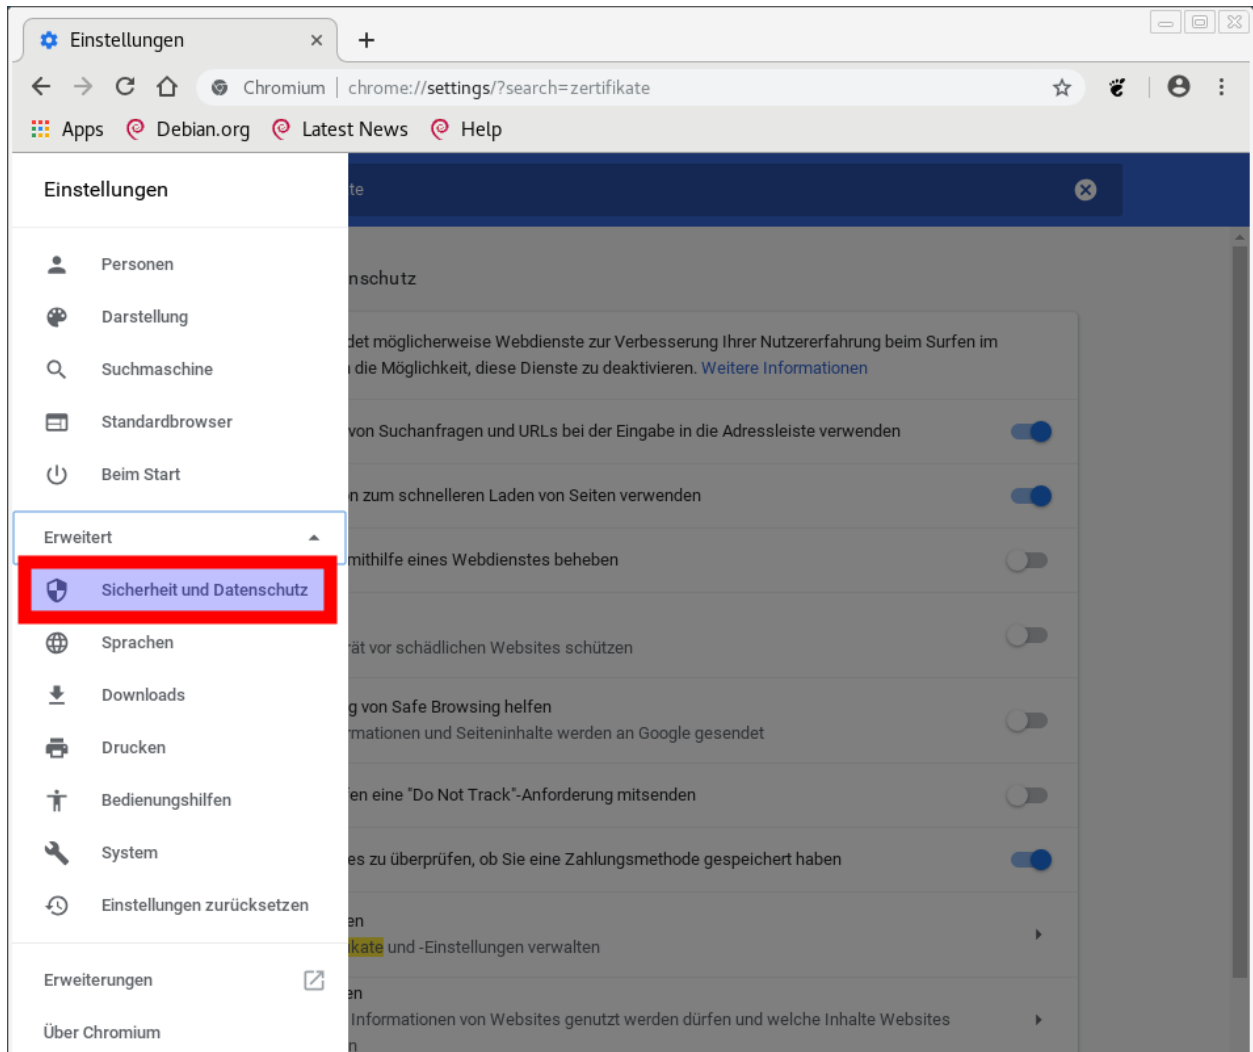 Einstellungen
Chromium | chrome://settings/?search=zertifikate
Apps Debian.org Latest News Help
Einstellungen
te
Personen
nschutz
Darstellung
det möglicherweise Webdienste zur Verbesserung Ihrer Nutzererfahrung beim Surfen im
die Möglichkeit, diese Dienste zu deaktivieren. Weitere Informationen
Suchmaschine
Standardbrowser
von Suchanfragen und URLs bei der Eingabe in die Adressleiste verwenden
Beim Start
n zum schnelleren Laden von Seiten verwenden
Erweitert
mithilfe eines Webdienstes beheben
Sicherheit und Datenschutz
Sprachen
rät vor schädlichen Websites schützen
Downloads
g von Safe Browsing helfen
rmationen und Seiteninhalte werden an Google gesendet
Drucken
Bedienungshilfen
en eine "Do Not Track"-Anforderung mitsenden
System
es zu überprüfen, ob Sie eine Zahlungsmethode gespeichert haben
Einstellungen zurücksetzen
en
kate und -Einstellungen verwalten
Erweiterungen
en
Informationen von Websites genutzt werden dürfen und welche Inhalte Websites
Über Chromium
n